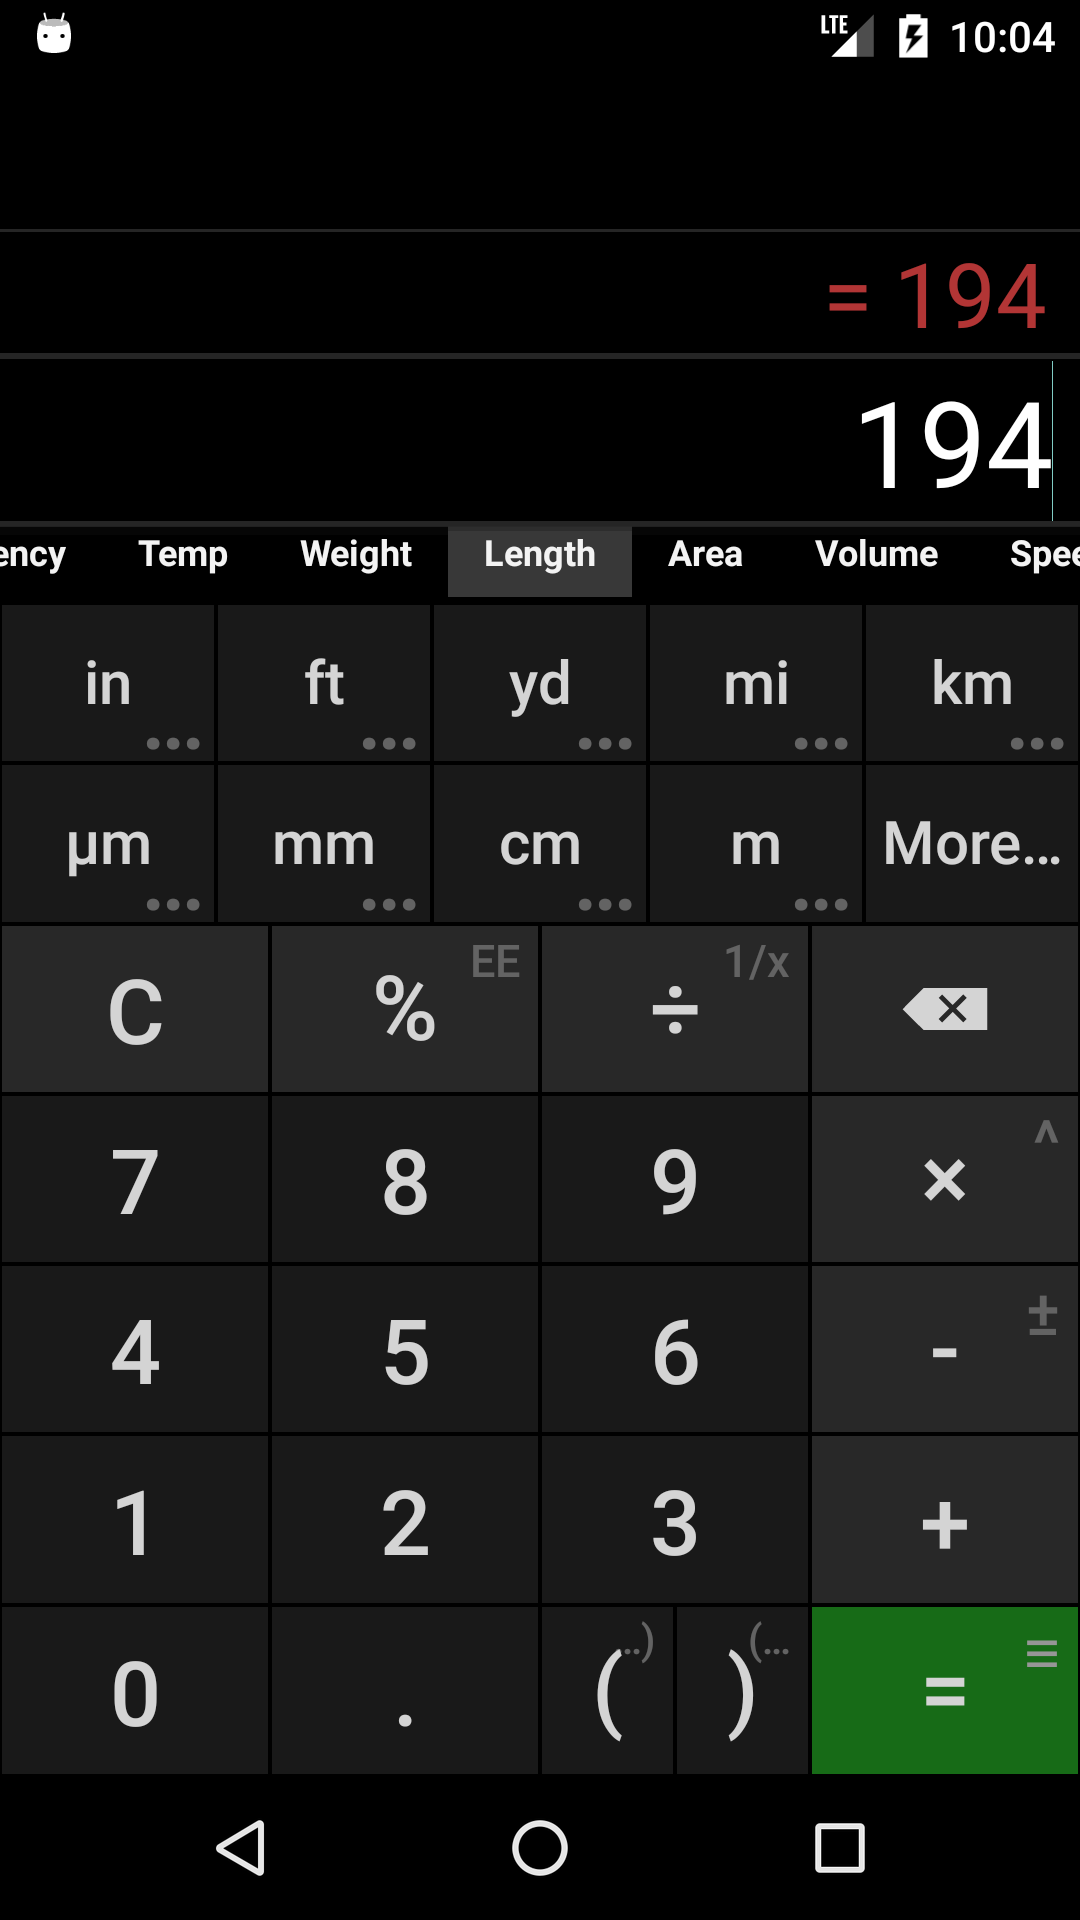 LTE 10:04
= 194
194
ency Temp Weight Length Area Volume Spee
in ft yd mi km
µm mm cm m More...
C % EE ÷ 1/x
7 8 9 × ^
4 5 6 - ±
1 2 3 +
0 . ( ..) ) (... =